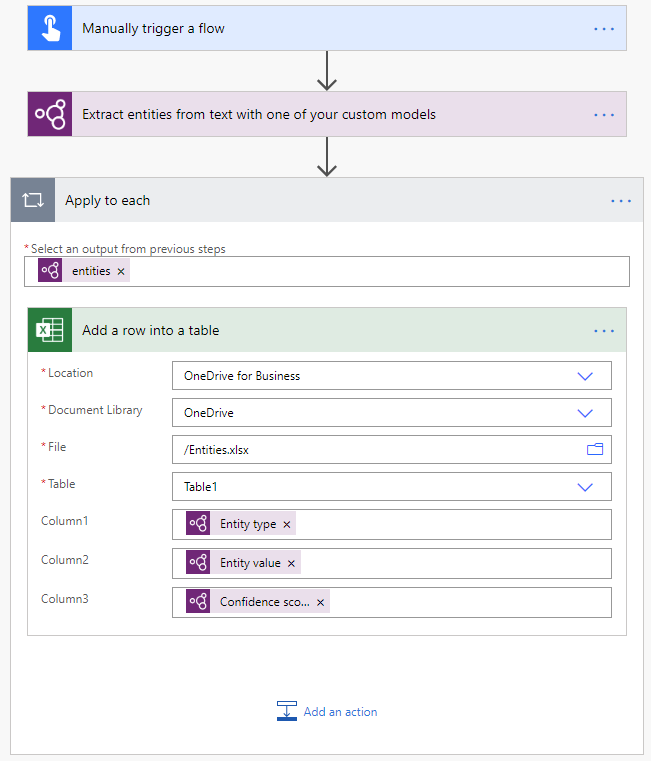 Manually trigger a flow
Extract entities from text with one of your custom models
Apply to each
* Select an output from previous steps
entities ×
Add a row into a table
* Location
OneDrive for Business
* Document Library
OneDrive
* File
/Entities.xlsx
* Table
Table1
Column1
Entity type ×
Column2
Entity value ×
Column3
Confidence sco... ×
Add an action